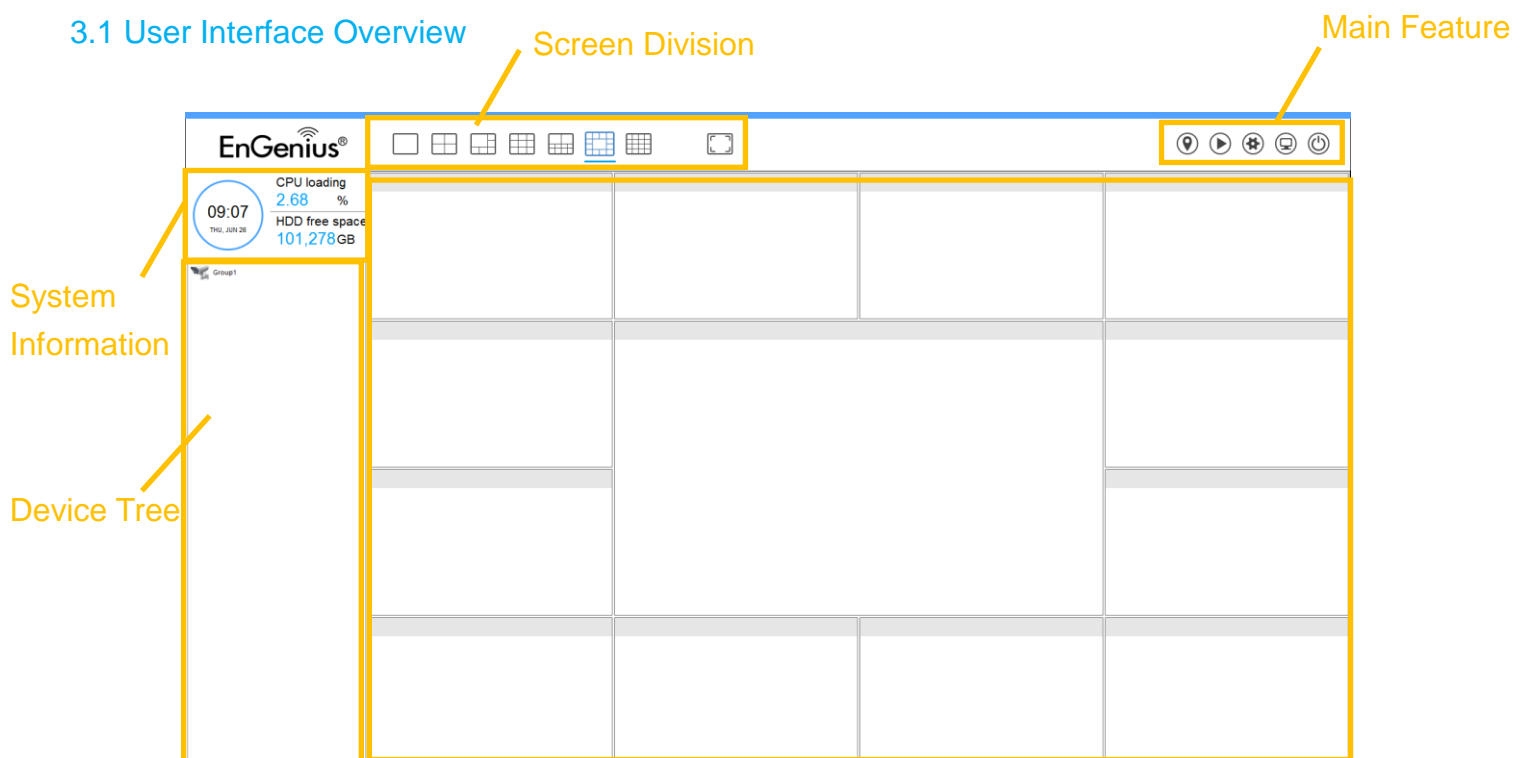 3.1 User Interface Overview
Screen Division
Main Feature
EnGenius®
CPU loading
2.68 %
09:07
THU, JUN 26
HDD free space
101,278GB
Group1
System
Information
Device Tree